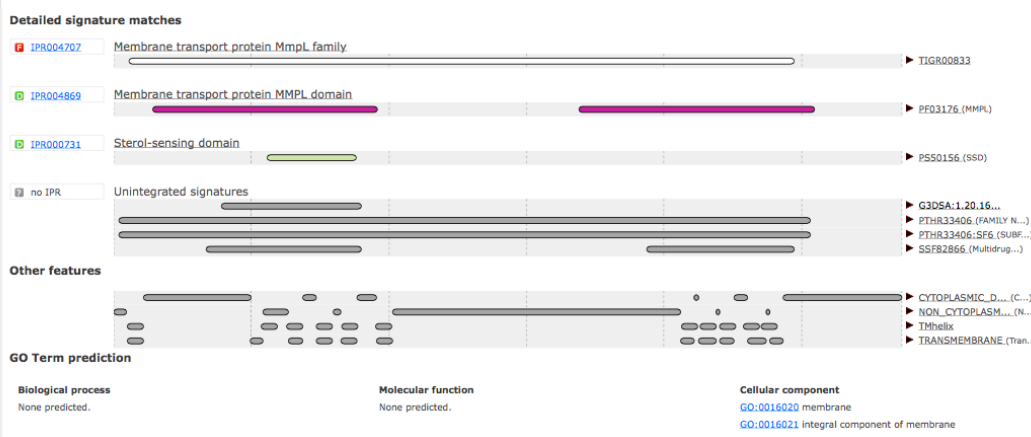 Detailed signature matches
F IPR004707 Membrane transport protein MmpL family
TIGR00833
D IPR004869 Membrane transport protein MMPL domain
PF03176 (MMPL)
D IPR000731 Sterol-sensing domain
PS50156 (SSD)
? no IPR Unintegrated signatures
G3DSA:1.20.16...
PTHR33406 (FAMILY N...)
PTHR33406:SF6 (SUBF...)
SSF82866 (Multidrug...)
Other features
CYTOPLASMIC_D... (C...)
NON_CYTOPLASM... (N...
TMhelix
TRANSMEMBRANE (Tran...
GO Term prediction
Biological process Molecular function Cellular component
None predicted. None predicted. GO:0016020 membrane
GO:0016021 integral component of membrane